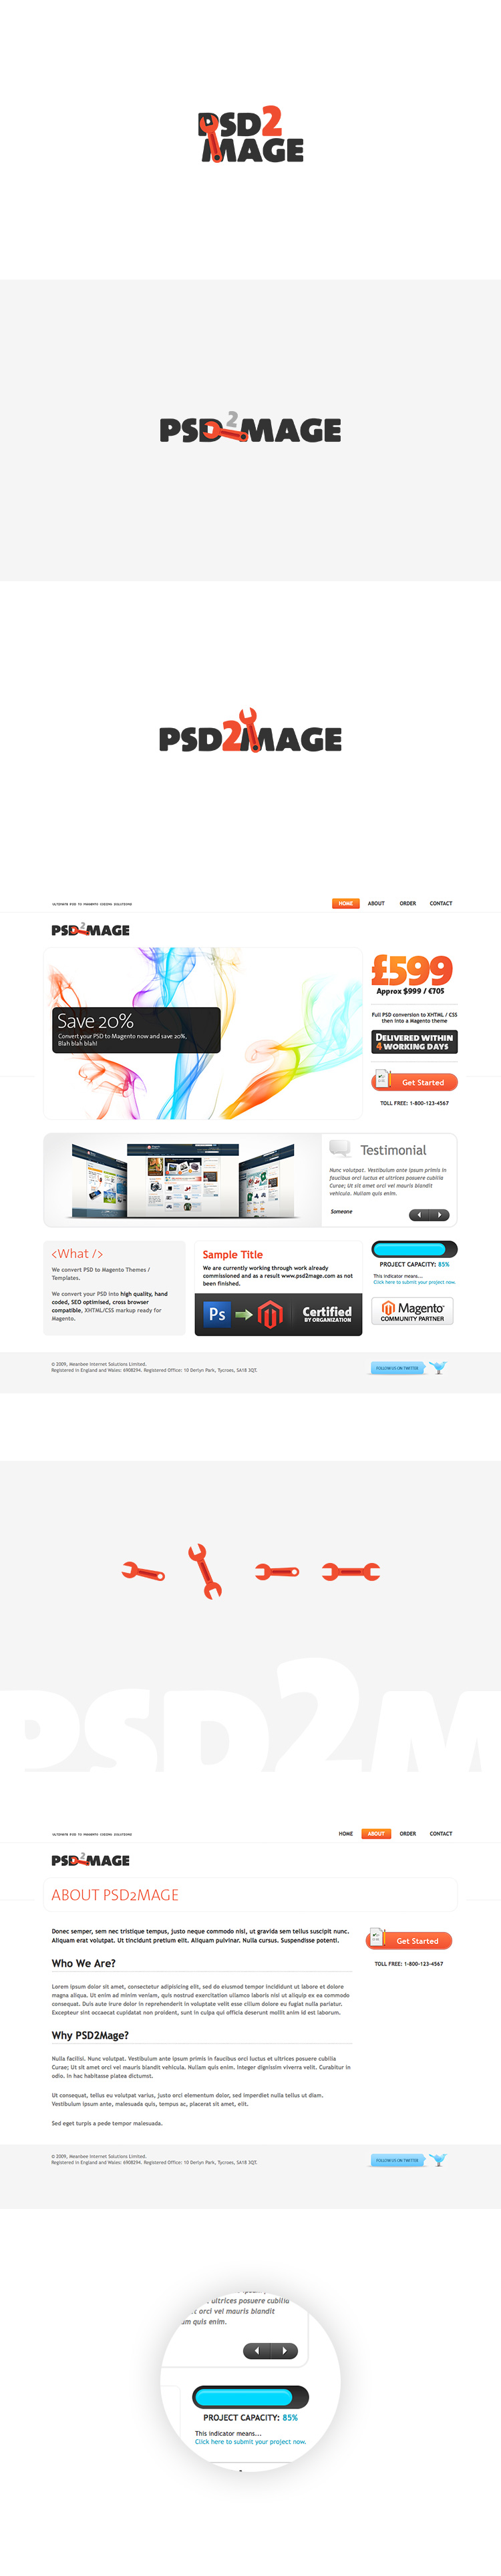 PSD2
MAGE
PSD2MAGE
PSD2MAGE
ULTIMATE PSD TO MAGENTO CODING SOLUTIONS
HOME ABOUT ORDER CONTACT
PSD2MAGE
Save 20%
Convert your PSD to Magento now and save 20%,
Blah blah blah!
£599
Approx $999 / €705
Full PSD conversion to XHTML / CSS
then into a Magento theme
DELIVERED WITHIN
4 WORKING DAYS
Get Started
TOLL FREE: 1-800-123-4567
Testimonial
Nunc volutpat. Vestibulum ante ipsum primis in
faucibus orci luctus et ultrices posuere cubilia
Curae; Ut sit amet orci vel mauris blandit
vehicula. Nullam quis enim.
Someone
<What />
We convert PSD to Magento Themes /
Templates.
We convert your PSD into high quality, hand
coded, SEO optimised, cross browser
compatible, XHTML/CSS markup ready for
Magento.
Sample Title
We are currently working through work already
commissioned and as a result www.psd2mage.com as not
been finished.
Ps
Certified
BY ORGANIZATION
PROJECT CAPACITY: 85%
This indicator means...
Click here to submit your project now.
Magento
COMMUNITY PARTNER
© 2009, Meanbee Internet Solutions Limited.
Registered in England and Wales: 6908294. Registered Office: 10 Derlyn Park, Tycroes, SA18 3QT.
FOLLOW US ON TWITTER
PSD2M
ULTIMATE PSD TO MAGENTO CODING SOLUTIONS
HOME ABOUT ORDER CONTACT
PSD2MAGE
ABOUT PSD2MAGE
Donec semper, sem nec tristique tempus, justo neque commodo nisl, ut gravida sem tellus suscipit nunc.
Aliquam erat volutpat. Ut tincidunt pretium elit. Aliquam pulvinar. Nulla cursus. Suspendisse potenti.
Get Started
TOLL FREE: 1-800-123-4567
Who We Are?
Lorem ipsum dolor sit amet, consectetur adipisicing elit, sed do eiusmod tempor incididunt ut labore et dolore
magna aliqua. Ut enim ad minim veniam, quis nostrud exercitation ullamco laboris nisi ut aliquip ex ea commodo
consequat. Duis aute irure dolor in reprehenderit in voluptate velit esse cillum dolore eu fugiat nulla pariatur.
Excepteur sint occaecat cupidatat non proident, sunt in culpa qui officia deserunt mollit anim id est laborum.
Why PSD2Mage?
Nulla facilisi. Nunc volutpat. Vestibulum ante ipsum primis in faucibus orci luctus et ultrices posuere cubilia
Curae; Ut sit amet orci vel mauris blandit vehicula. Nullam quis enim. Integer dignissim viverra velit. Curabitur in
odio. In hac habitasse platea dictumst.
Ut consequat, tellus eu volutpat varius, justo orci elementum dolor, sed imperdiet nulla tellus ut diam.
Vestibulum ipsum ante, malesuada quis, tempus ac, placerat sit amet, elit.
Sed eget turpis a pede tempor malesuada.
© 2009, Meanbee Internet Solutions Limited.
Registered in England and Wales: 6908294. Registered Office: 10 Derlyn Park, Tycroes, SA18 3QT.
FOLLOW US ON TWITTER
ultrices posuere cubilia
orci vel mauris blandit
quis enim.
PROJECT CAPACITY: 85%
This indicator means...
Click here to submit your project now.